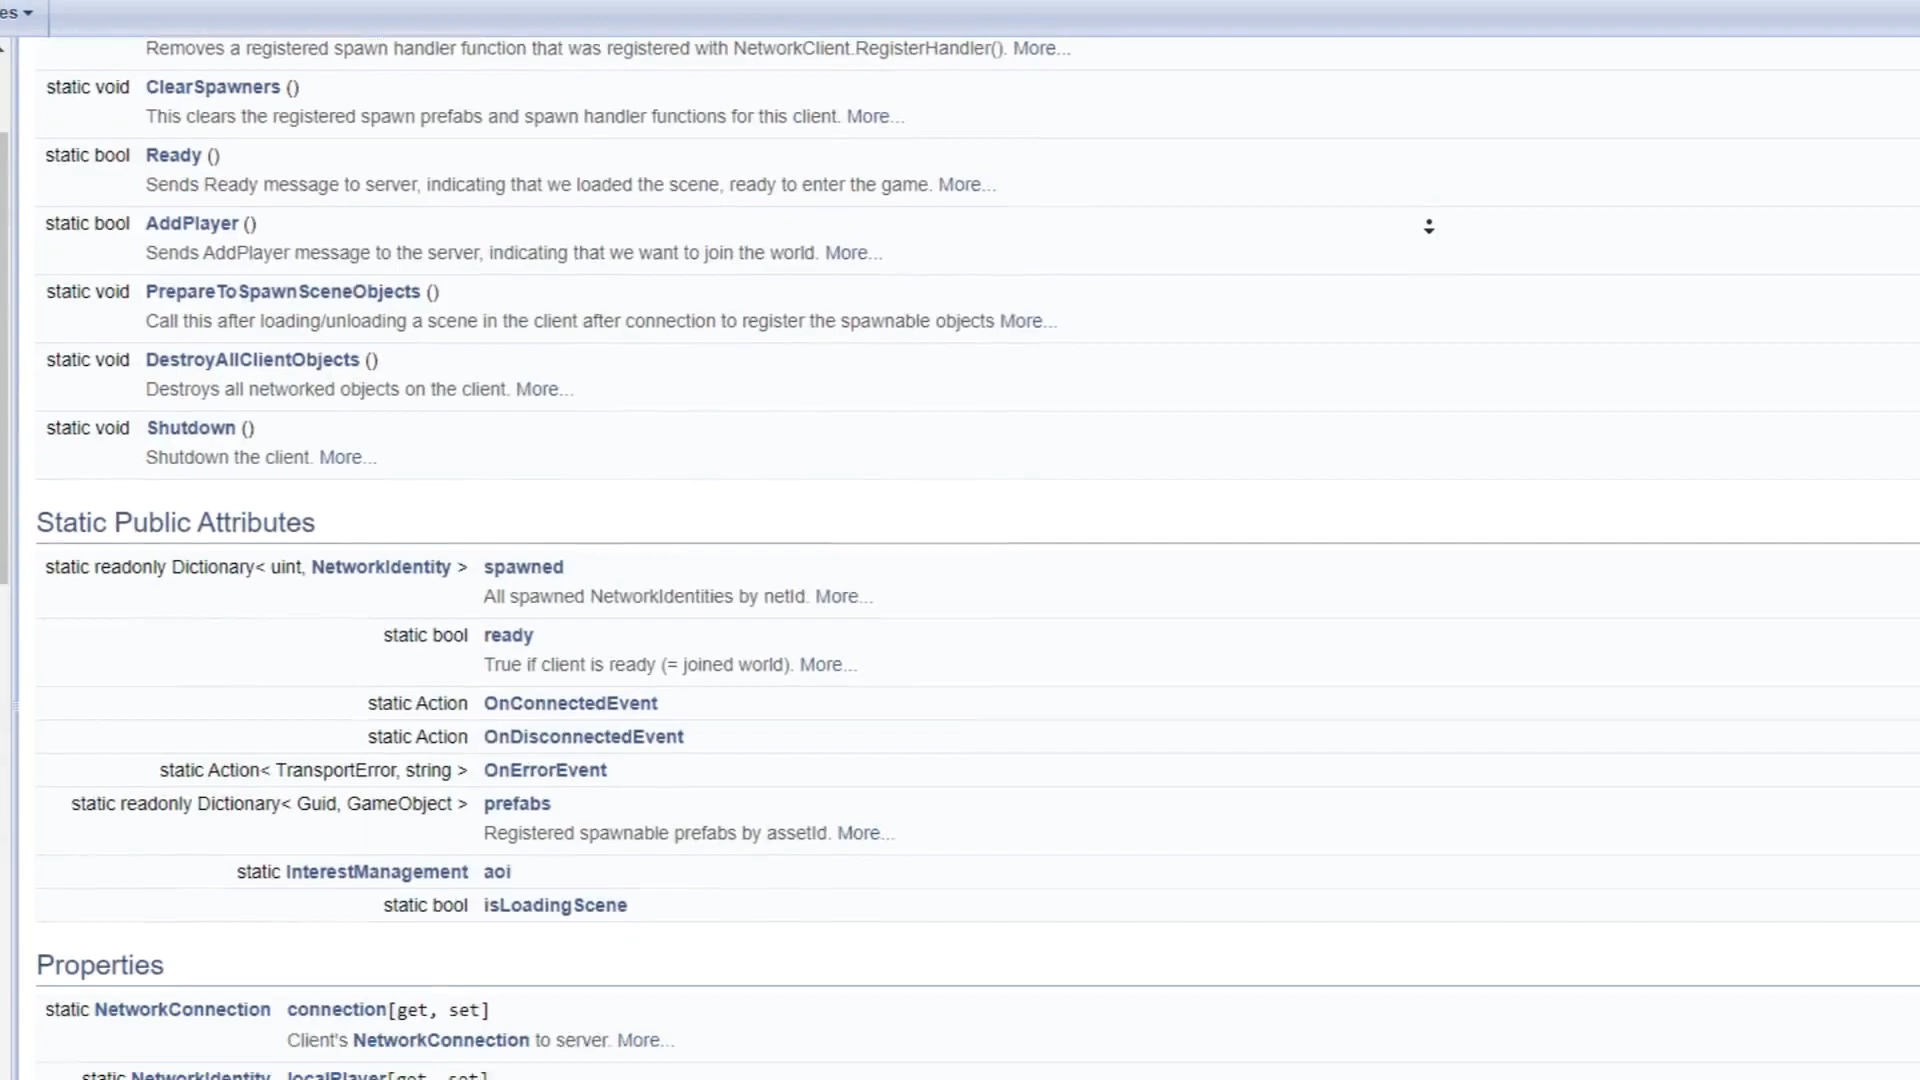 es
Removes a registered spawn handler function that was registered with NetworkClient.RegisterHandler(). More...
static void ClearSpawners ()
This clears the registered spawn prefabs and spawn handler functions for this client. More...
static bool Ready ()
Sends Ready message to server, indicating that we loaded the scene, ready to enter the game. More...
static bool AddPlayer ()
Sends AddPlayer message to the server, indicating that we want to join the world. More...
static void PrepareToSpawnSceneObjects ()
Call this after loading/unloading a scene in the client after connection to register the spawnable objects More...
static void DestroyAllClientObjects ()
Destroys all networked objects on the client. More...
static void Shutdown ()
Shutdown the client. More...
Static Public Attributes
static readonly Dictionary< uint, NetworkIdentity > spawned
All spawned NetworkIdentities by netId. More...
static bool ready
True if client is ready (= joined world). More...
static Action OnConnectedEvent
static Action OnDisconnectedEvent
static Action< TransportError, string > OnErrorEvent
static readonly Dictionary< Guid, GameObject > prefabs
Registered spawnable prefabs by assetId. More...
static InterestManagement aoi
static bool isLoadingScene
Properties
static NetworkConnection connection[get, set]
Client's NetworkConnection to server. More...
static NetworkIdentity localPlayer[get, set]